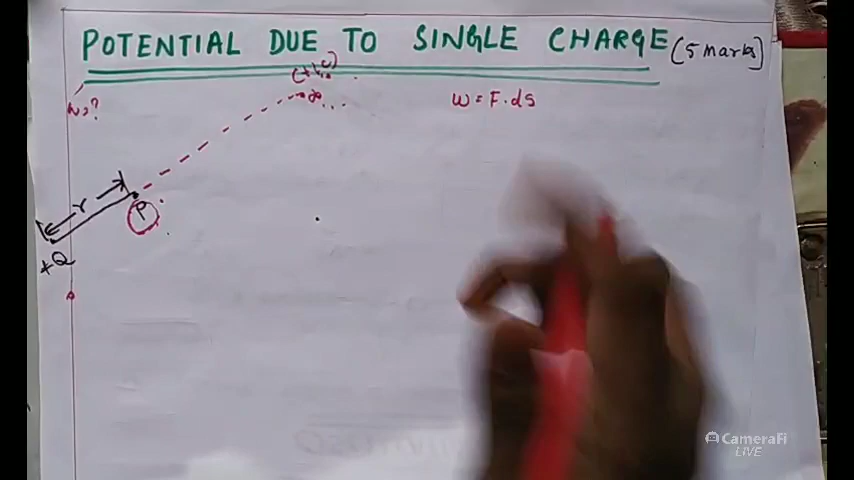 POTENTIAL DUE TO SINGLE CHARGE (5 Marks)
W = F. ds
∞...
r
P
+Q
CameraFi
LIVE